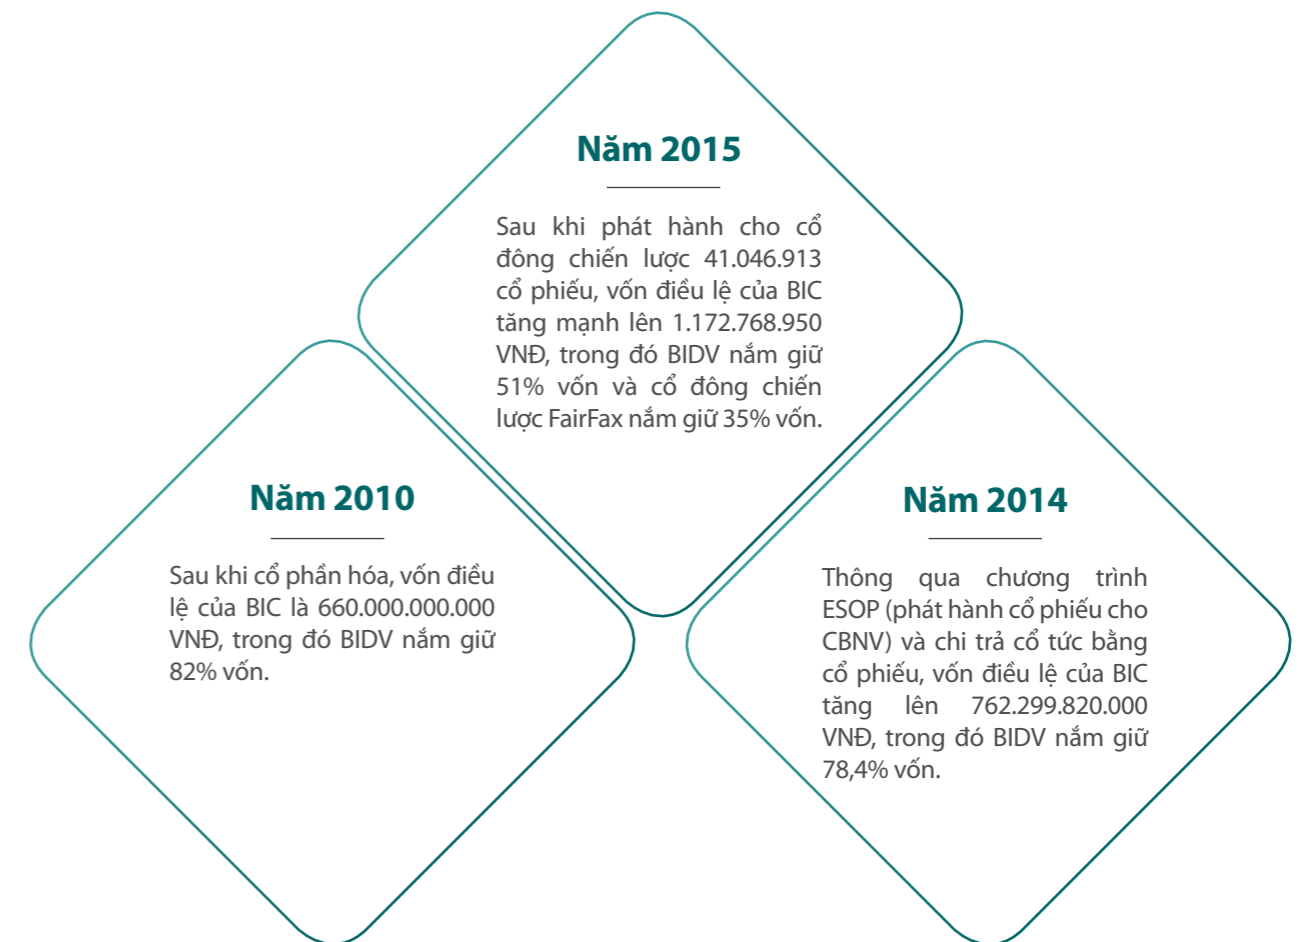 Năm 2015
Sau khi phát hành cho cổ
đông chiến lược 41.046.913
cổ phiếu, vốn điều lệ của BIC
tăng mạnh lên 1.172.768.950
VNĐ, trong đó BIDV nắm giữ
51% vốn và cổ đông chiến
lược FairFax nắm giữ 35% vốn.
Năm 2010
Sau khi cổ phần hóa, vốn điều
lệ của BIC là 660.000.000.000
VNĐ, trong đó BIDV nắm giữ
82% vốn.
Năm 2014
Thông qua chương trình
ESOP (phát hành cổ phiếu cho
CBNV) và chi trả cổ tức bằng
cổ phiếu, vốn điều lệ của BIC
tăng lên 762.299.820.000
VNĐ, trong đó BIDV nắm giữ
78,4% vốn.